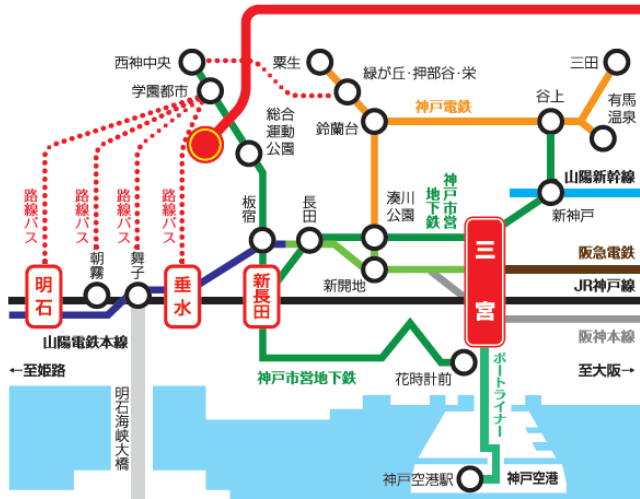 西神中央
粟生
緑が丘・押部谷・栄
三田
学園都市
神戸電鉄
谷上
有馬
温泉
総合
運動
公園
鈴蘭台
山陽新幹線
路線バス
路線バス
路線バス
路線バス
板宿
長田
湊川
公園
神戸市営
地下鉄
新神戸
三宮
阪急電鉄
朝霧
舞子
明石
垂水
新長田
新開地
JR神戸線
山陽電鉄本線
阪神本線
←至姫路
神戸市営地下鉄
花時計前
ポートライナー
至大阪→
明石海峡大橋
神戸空港駅
神戸空港